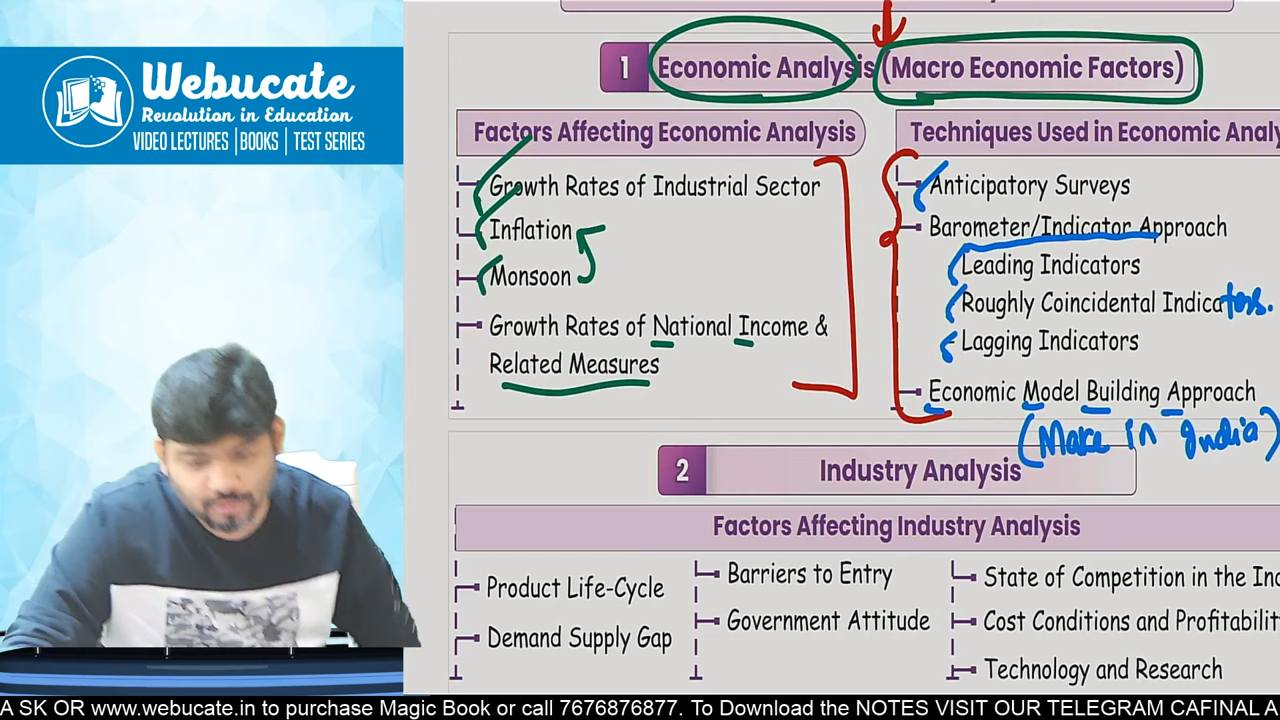 Webucate
Revolution in Education
VIDEO LECTURES | BOOKS | TEST SERIES
1 Economic Analysis (Macro Economic Factors)
Factors Affecting Economic Analysis
Growth Rates of Industrial Sector
Inflation
Monsoon
Growth Rates of National Income &
Related Measures
Techniques Used in Economic Analy
Anticipatory Surveys
Barometer/Indicator Approach
Leading Indicators
Roughly Coincidental Indicators.
Lagging Indicators
Economic Model Building Approach
(Make in India)
2 Industry Analysis
Factors Affecting Industry Analysis
Product Life-Cycle
Demand Supply Gap
Barriers to Entry
Government Attitude
State of Competition in the Ind
Cost Conditions and Profitabilit
Technology and Research
A SK OR www.webucate.in to purchase Magic Book or call 7676876877. To Download the NOTES VISIT OUR TELEGRAM CAFINAL A